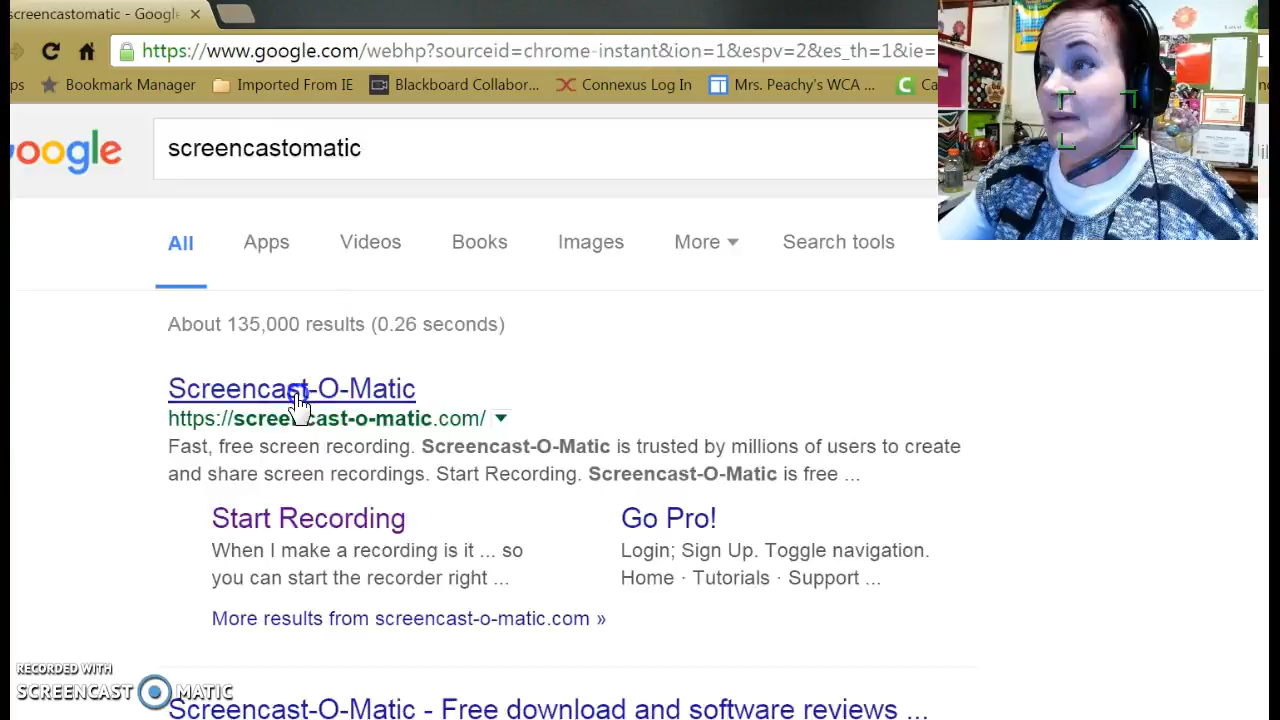 screencastomatic - Google
https://www.google.com/webhp?sourceid=chrome-instant&ion=1&espv=2&es_th=1&ie=
ps Bookmark Manager Imported From IE Blackboard Collabor... Connexus Log In Mrs. Peachy's WCA ... Ca
oogle screencastomatic
All Apps Videos Books Images More Search tools
About 135,000 results (0.26 seconds)
Screencast-O-Matic
https://screencast-o-matic.com/
Fast, free screen recording. Screencast-O-Matic is trusted by millions of users to create
and share screen recordings. Start Recording. Screencast-O-Matic is free ...
Start Recording Go Pro!
When I make a recording is it ... so Login; Sign Up. Toggle navigation.
you can start the recorder right ... Home · Tutorials · Support ...
More results from screencast-o-matic.com »
RECORDED WITH
SCREENCAST MATIC
Screencast-O-Matic - Free download and software reviews ...